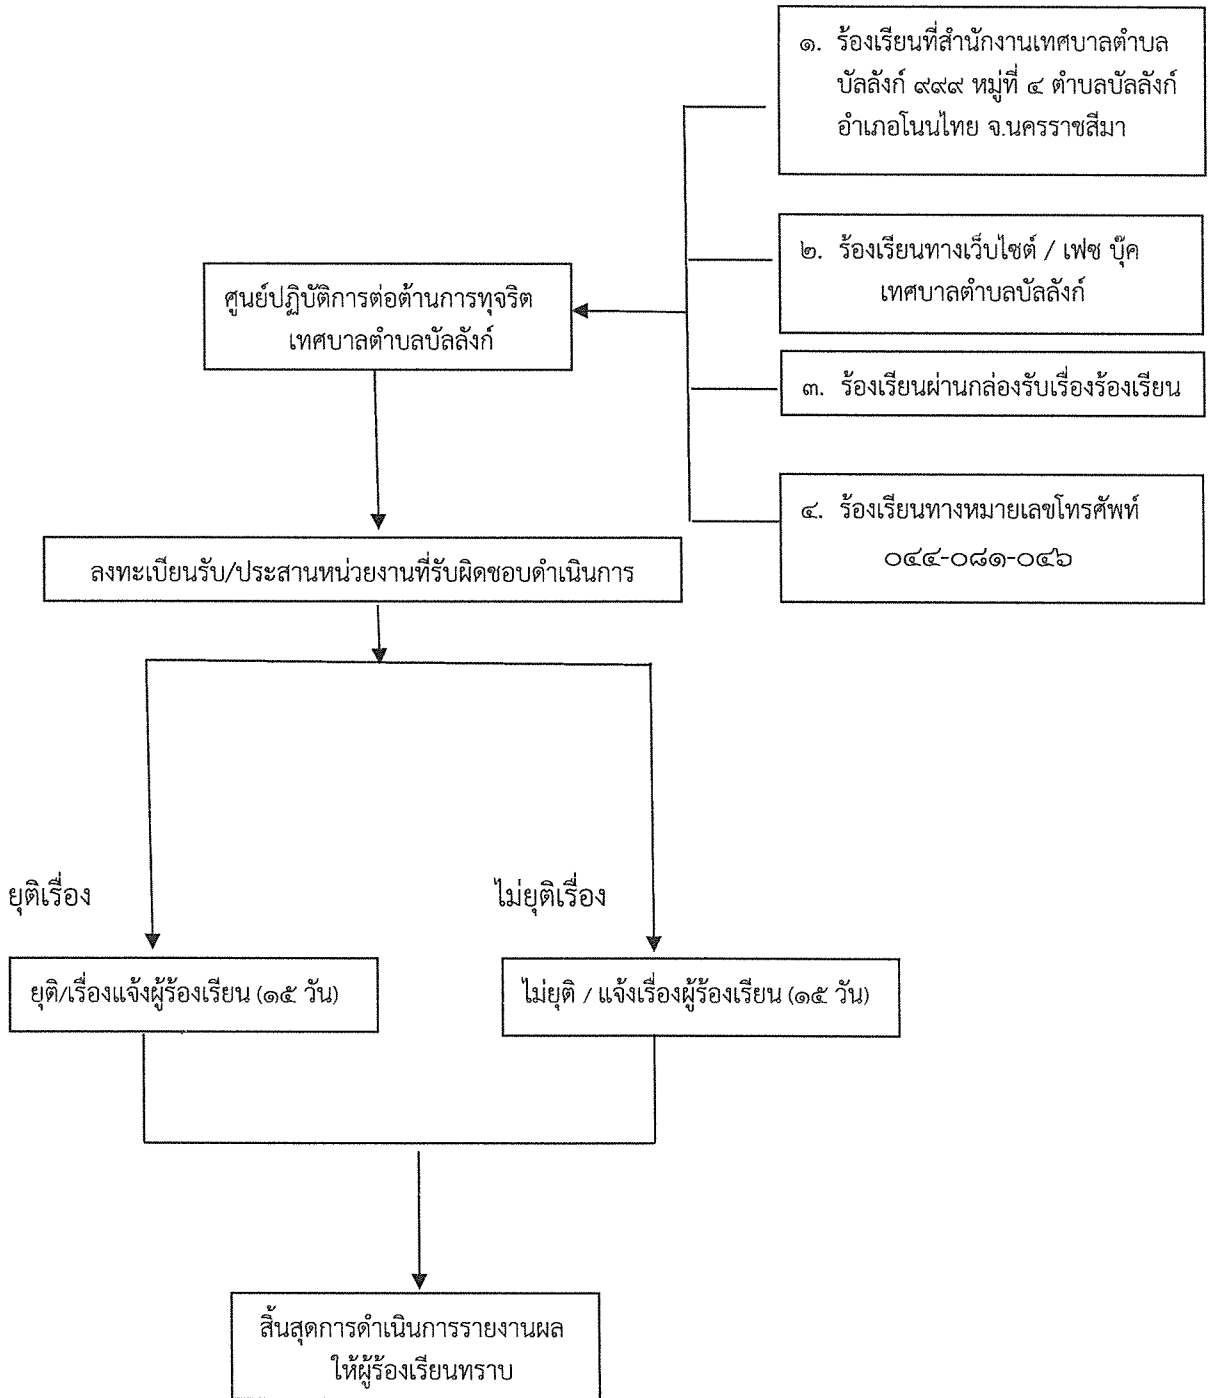 ๑. ร้องเรียนที่สำนักงานเทศบาลตำบล
บัลลังก์ ๙๙๙ หมู่ที่ ๔ ตำบลบัลลังก์
อำเภอโนนไทย จ.นครราชสีมา
๒. ร้องเรียนทางเว็บไซต์ / เฟซ บุ๊ค
เทศบาลตำบลบัลลังก์
๓. ร้องเรียนผ่านกล่องรับเรื่องร้องเรียน
๔. ร้องเรียนทางหมายเลขโทรศัพท์
๐๔๔-๐๘๑-๐๔๖
ศูนย์ปฏิบัติการต่อต้านการทุจริต
เทศบาลตำบลบัลลังก์
ลงทะเบียนรับ/ประสานหน่วยงานที่รับผิดชอบดำเนินการ
ยุติเรื่อง
ไม่ยุติเรื่อง
ยุติ/เรื่องแจ้งผู้ร้องเรียน (๑๕ วัน)
ไม่ยุติ / แจ้งเรื่องผู้ร้องเรียน (๑๕ วัน)
สิ้นสุดการดำเนินการรายงานผล
ให้ผู้ร้องเรียนทราบ